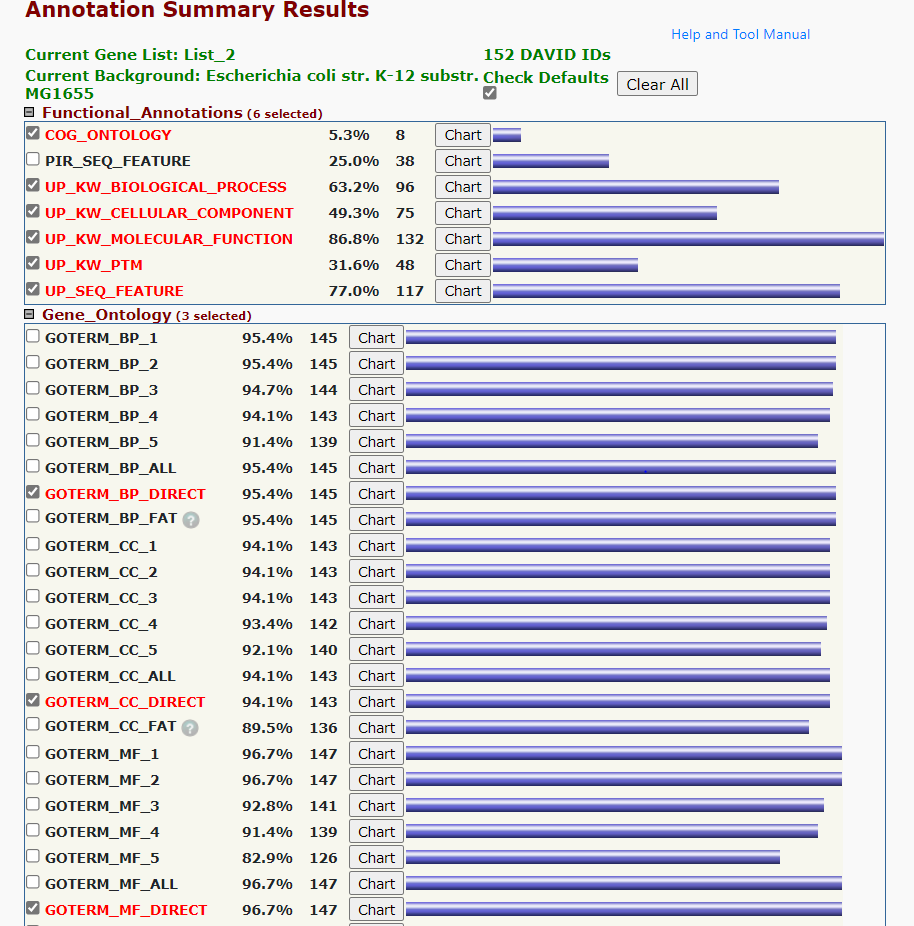 Annotation Summary Results
Help and Tool Manual
Current Gene List: List_2
152 DAVID IDs
Current Background: Escherichia coli str. K-12 substr. MG1655
Check Defaults Clear All
Functional_Annotations (6 selected)
COG_ONTOLOGY 5.3% 8 Chart
PIR_SEQ_FEATURE 25.0% 38 Chart
UP_KW_BIOLOGICAL_PROCESS 63.2% 96 Chart
UP_KW_CELLULAR_COMPONENT 49.3% 75 Chart
UP_KW_MOLECULAR_FUNCTION 86.8% 132 Chart
UP_KW_PTM 31.6% 48 Chart
UP_SEQ_FEATURE 77.0% 117 Chart
Gene_Ontology (3 selected)
GOTERM_BP_1 95.4% 145 Chart
GOTERM_BP_2 95.4% 145 Chart
GOTERM_BP_3 94.7% 144 Chart
GOTERM_BP_4 94.1% 143 Chart
GOTERM_BP_5 91.4% 139 Chart
GOTERM_BP_ALL 95.4% 145 Chart
GOTERM_BP_DIRECT 95.4% 145 Chart
GOTERM_BP_FAT ? 95.4% 145 Chart
GOTERM_CC_1 94.1% 143 Chart
GOTERM_CC_2 94.1% 143 Chart
GOTERM_CC_3 94.1% 143 Chart
GOTERM_CC_4 93.4% 142 Chart
GOTERM_CC_5 92.1% 140 Chart
GOTERM_CC_ALL 94.1% 143 Chart
GOTERM_CC_DIRECT 94.1% 143 Chart
GOTERM_CC_FAT ? 89.5% 136 Chart
GOTERM_MF_1 96.7% 147 Chart
GOTERM_MF_2 96.7% 147 Chart
GOTERM_MF_3 92.8% 141 Chart
GOTERM_MF_4 91.4% 139 Chart
GOTERM_MF_5 82.9% 126 Chart
GOTERM_MF_ALL 96.7% 147 Chart
GOTERM_MF_DIRECT 96.7% 147 Chart